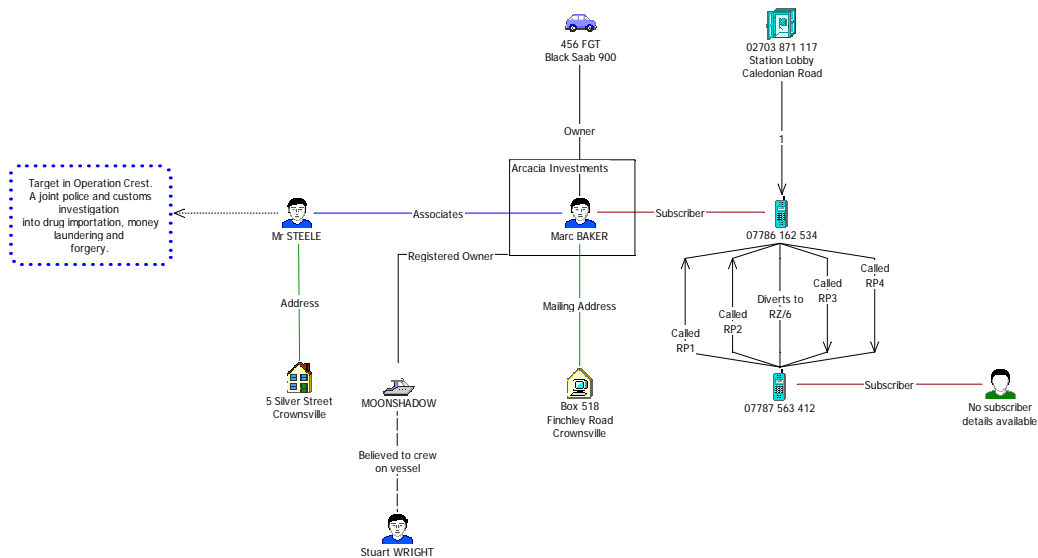 456 FGT
Black Saab 900
02703 871 117
Station Lobby
Caledonian Road
Owner
1
Arcacia Investments
Target in Operation Crest.
A joint police and customs
investigation
into drug importation, money
laundering and
forgery.
Mr STEELE
Associates
Marc BAKER
Subscriber
07786 162 534
Registered Owner
Address
Mailing Address
Called
RP1
Called
RP2
Diverts to
RZ/6
Called
RP3
Called
RP4
5 Silver Street
Crownsville
MOONSHADOW
Box 518
Finchley Road
Crownsville
07787 563 412
Subscriber
No subscriber
details available
Believed to crew
on vessel
Stuart WRIGHT